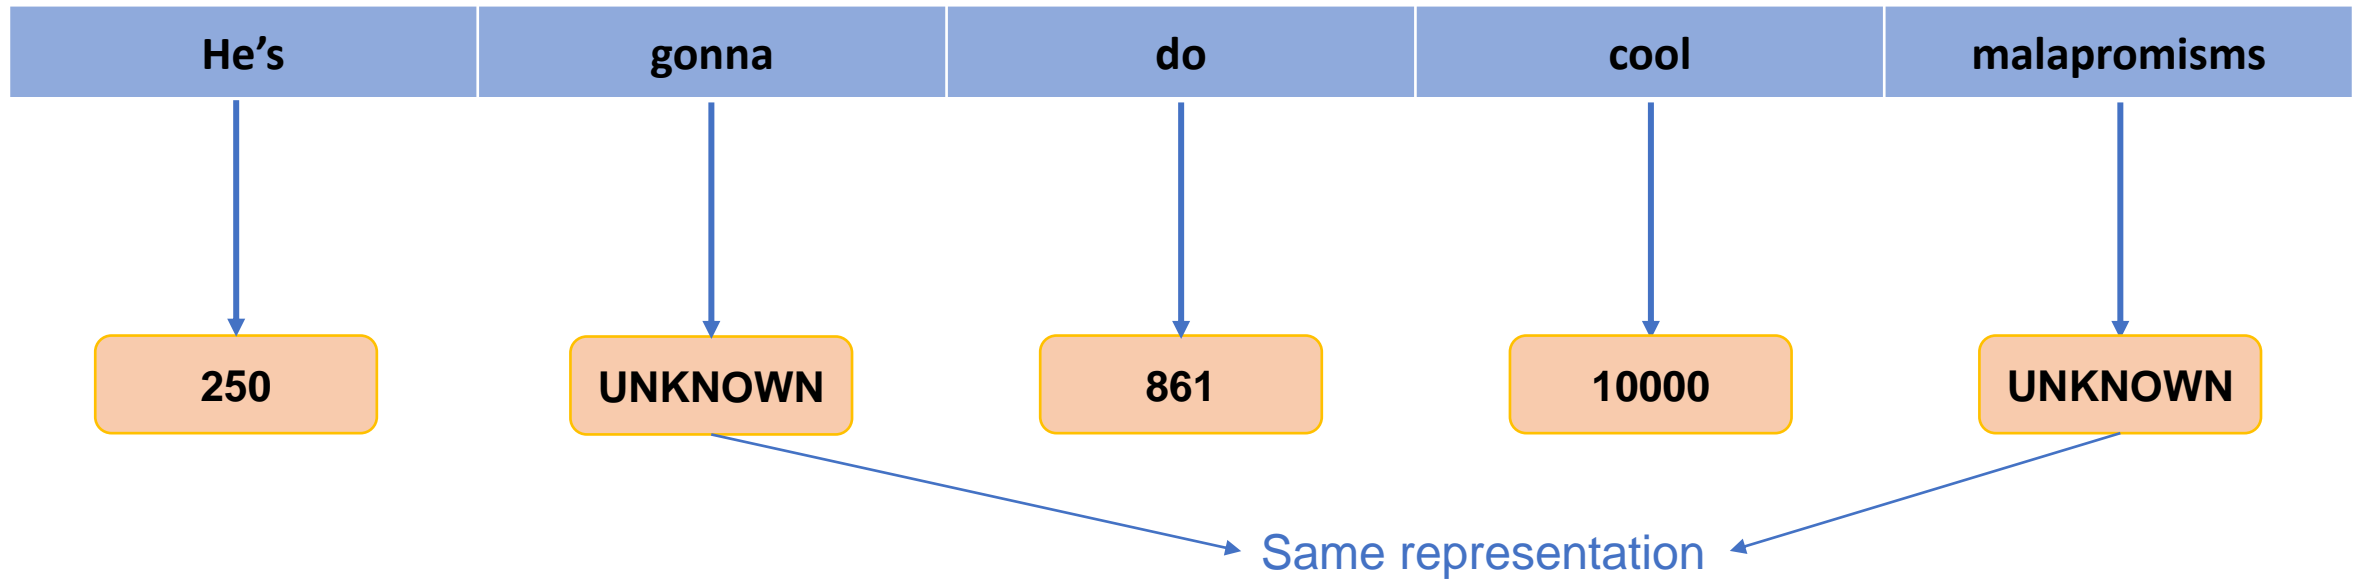 He’s gonna do cool malapromisms
250 UNKNOWN 861 10000 UNKNOWN
Same representation